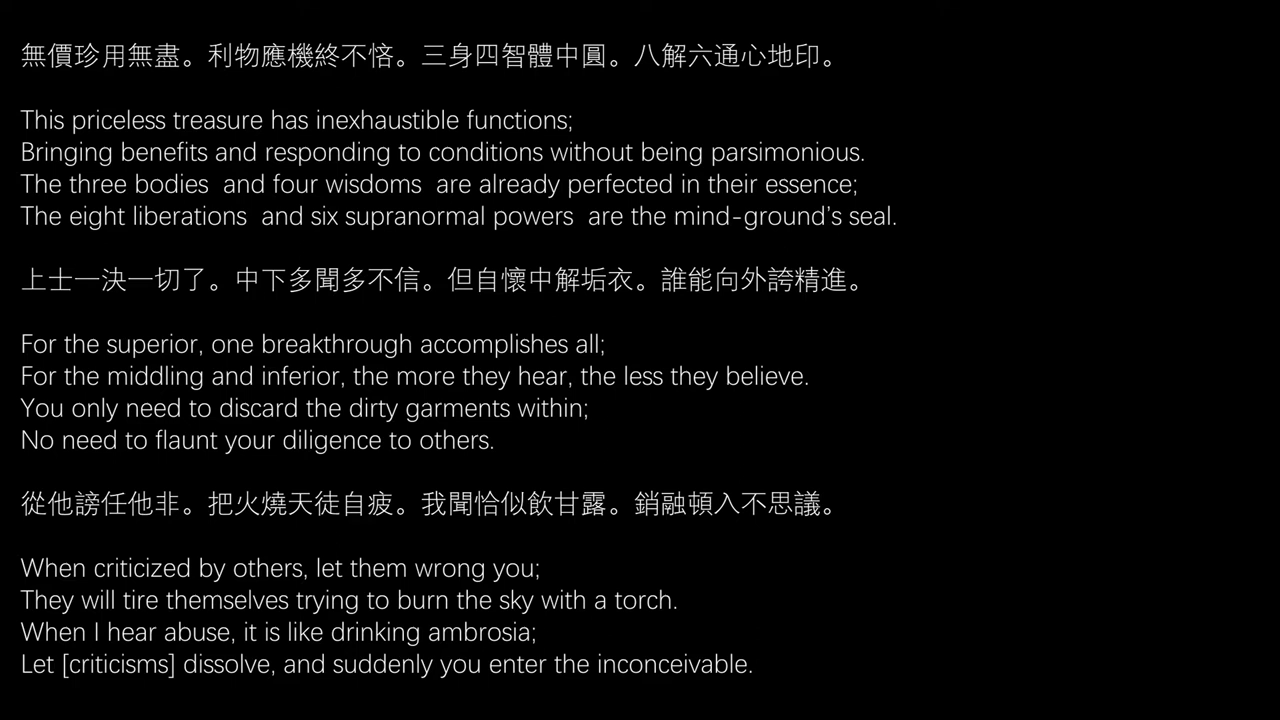 無價珍用無盡。利物應機終不悋。三身四智體中圓。八解六通心地印。
This priceless treasure has inexhaustible functions;
Bringing benefits and responding to conditions without being parsimonious.
The three bodies  and four wisdoms  are already perfected in their essence;
The eight liberations  and six supranormal powers  are the mind-ground’s seal.
上士一決一切了。中下多聞多不信。但自懷中解垢衣。誰能向外誇精進。
For the superior, one breakthrough accomplishes all;
For the middling and inferior, the more they hear, the less they believe.
You only need to discard the dirty garments within;
No need to flaunt your diligence to others.
從他謗任他非。把火燒天徒自疲。我聞恰似飲甘露。銷融頓入不思議。
When criticized by others, let them wrong you;
They will tire themselves trying to burn the sky with a torch.
When I hear abuse, it is like drinking ambrosia;
Let [criticisms] dissolve, and suddenly you enter the inconceivable.